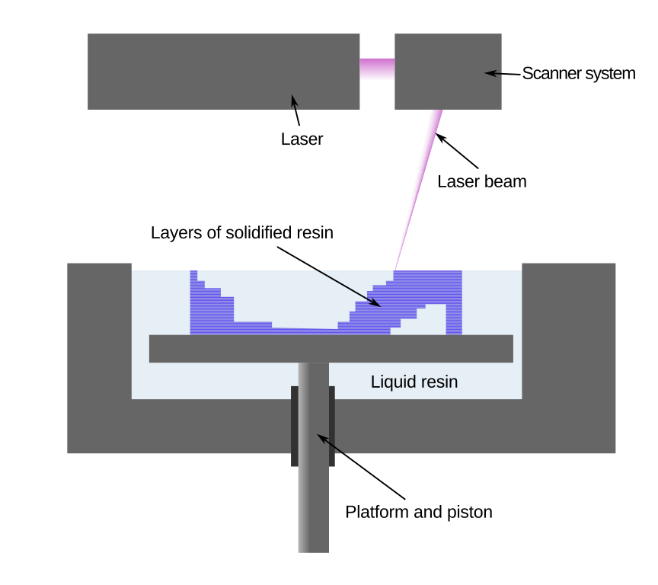 Scanner system
Laser
Laser beam
Layers of solidified resin
Liquid resin
Platform and piston